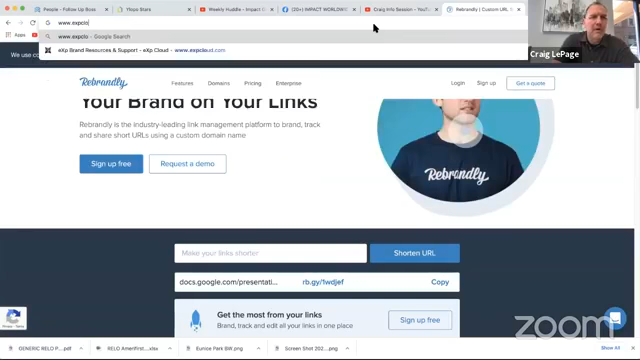 People - Follow Up Boss
Ylopo Stars
Weekly Huddle - Impact G
(20+) IMPACT WORLDWI
Craig Info Session - YouT
Rebrandly | Custom URL
www.expclo
www.expclo - Google Search
eXp Brand Resources & Support - eXp Cloud - www.expcloud.com
We use co
Craig LePage
Rebrandly
Features
Domains
Pricing
Enterprise
Login
Sign up
Get a quote
Your Brand on Your Links
Rebrandly is the industry-leading link management platform to brand, track
and share short URLs using a custom domain name
Sign up free
Request a demo
Rebrandly
Make your links shorter
Shorten URL
docs.google.com/presentati...
rb.gy/1wdjef
Copy
Get the most from your links
Brand, track and edit all your links in one place
Sign up free
Privacy - Terms
zoom
GENERIC RELO P....pdf
RELO Amerifirst....xlsx
Eunice Park BW.png
Screen Shot 202....png
Show All